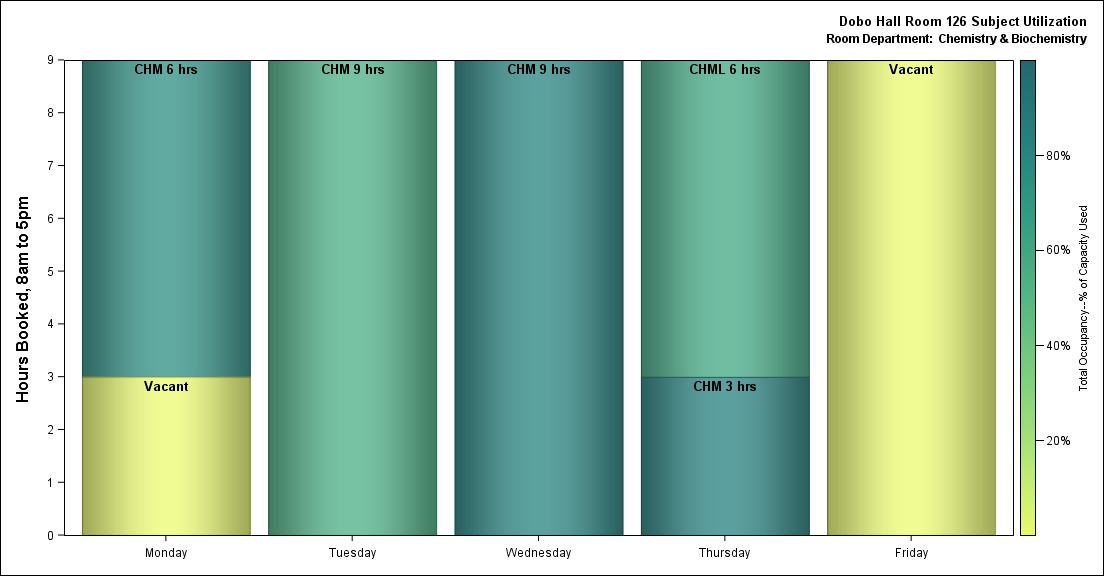 Dobo Hall Room 126 Subject Utilization
Room Department: Chemistry & Biochemistry
Hours Booked, 8am to 5pm
9
8
7
6
5
4
3
2
1
0
CHM 6 hrs
Vacant
CHM 9 hrs
CHM 9 hrs
CHML 6 hrs
CHM 3 hrs
Vacant
Monday
Tuesday
Wednesday
Thursday
Friday
80%
60%
40%
20%
Total Occupancy--% of Capacity Used